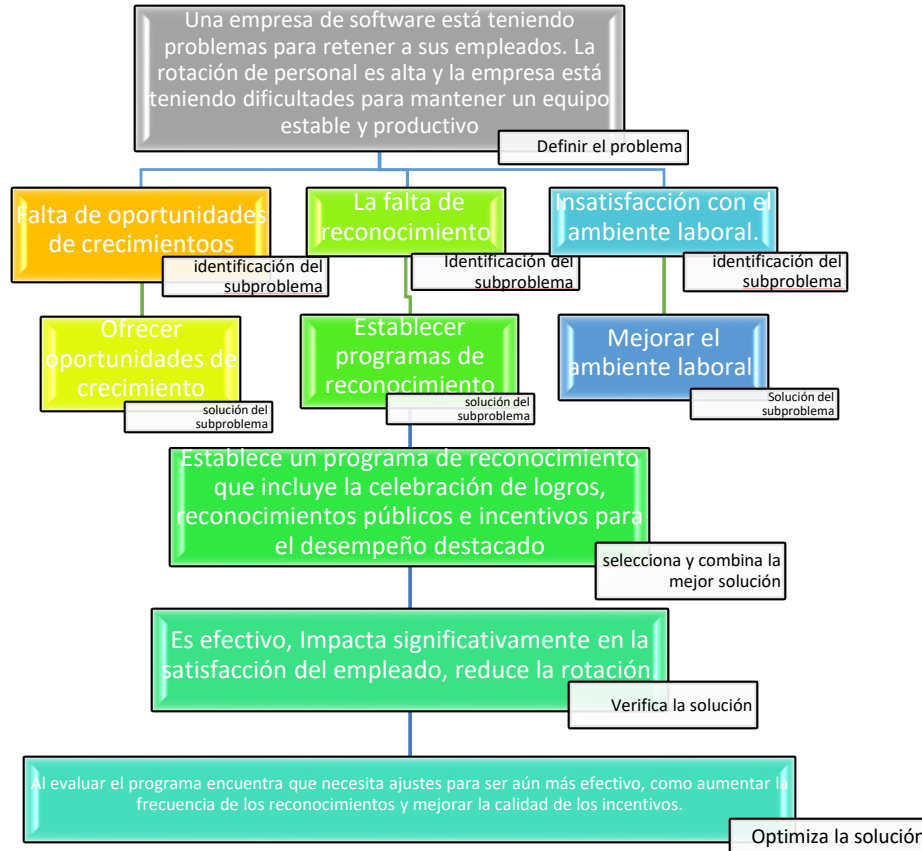 Una empresa de software está teniendo
problemas para retener a sus empleados. La
rotación de personal es alta y la empresa está
teniendo dificultades para mantener un equipo
estable y productivo
Definir el problema
Falta de oportunidades
de crecimientoos
identificación del
subproblema
La falta de
reconocimiento
Identificación del
subproblema
Insatisfacción con el
ambiente laboral.
identificación del
subproblema
Ofrecer
oportunidades de
crecimiento
solución del
subproblema
Establecer
programas de
reconocimiento
solución del
subproblema
Mejorar el
ambiente laboral
Solución del
subproblema
Establece un programa de reconocimiento
que incluye la celebración de logros,
reconocimientos públicos e incentivos para
el desempeño destacado
selecciona y combina la
mejor solución
Es efectivo, Impacta significativamente en la
satisfacción del empleado, reduce la rotación.
Verifica la solución
Al evaluar el programa encuentra que necesita ajustes para ser aún más efectivo, como aumentar la
frecuencia de los reconocimientos y mejorar la calidad de los incentivos.
Optimiza la solución